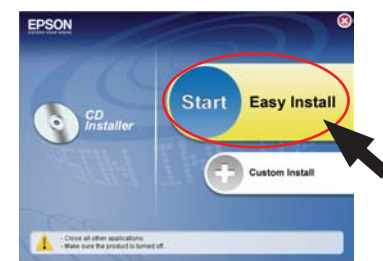 EPSON
CD
Installer
Start Easy Install
Custom Install
- Close all other applications.
- Make sure the product is turned off.